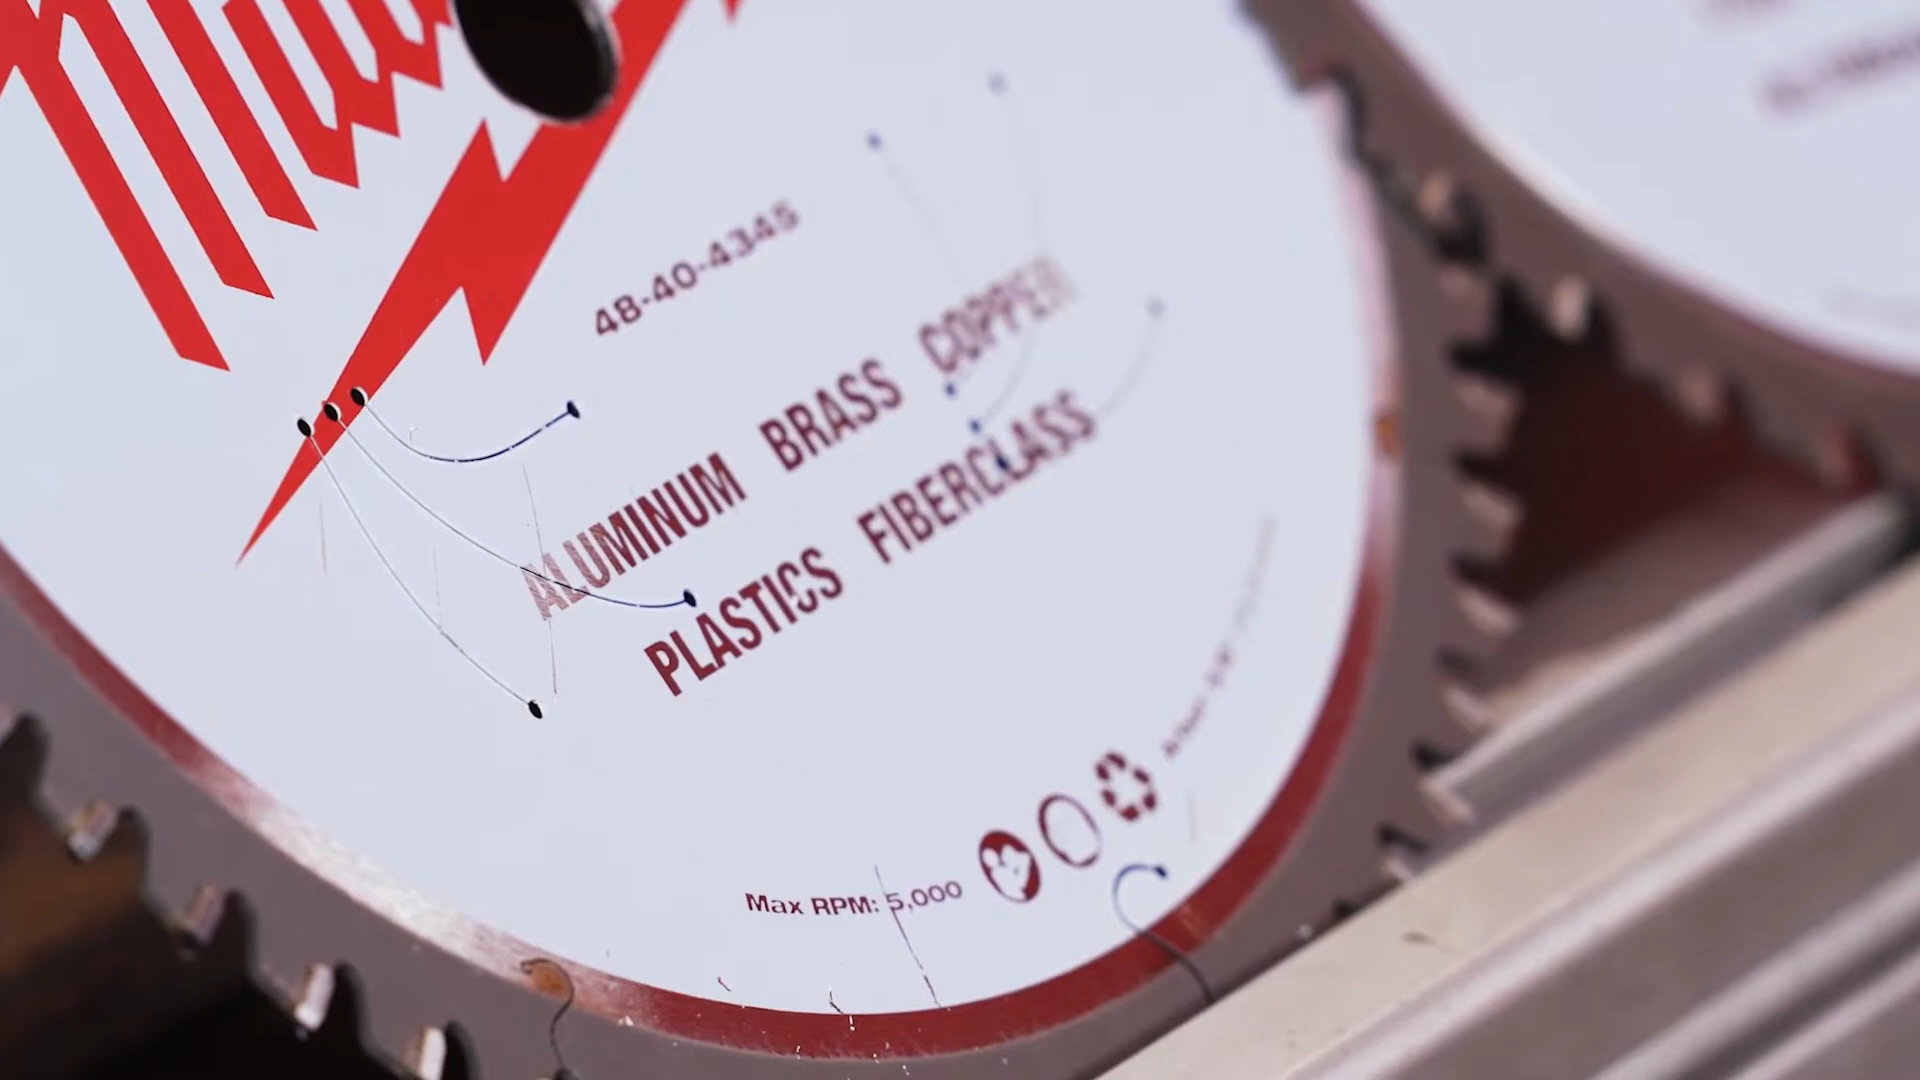 48-40-4345
ALUMINUM BRASS COPPER
PLASTICS FIBERGLASS
Max RPM: 5,000